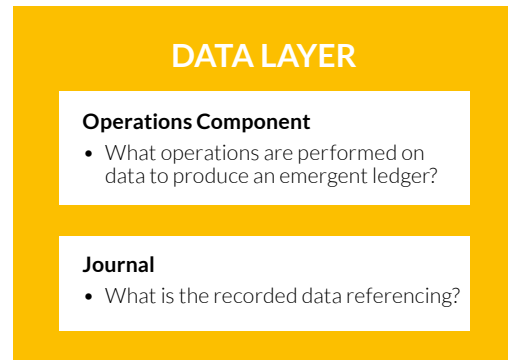 DATA LAYER
Operations Component
• What operations are performed on
data to produce an emergent ledger?
Journal
• What is the recorded data referencing?